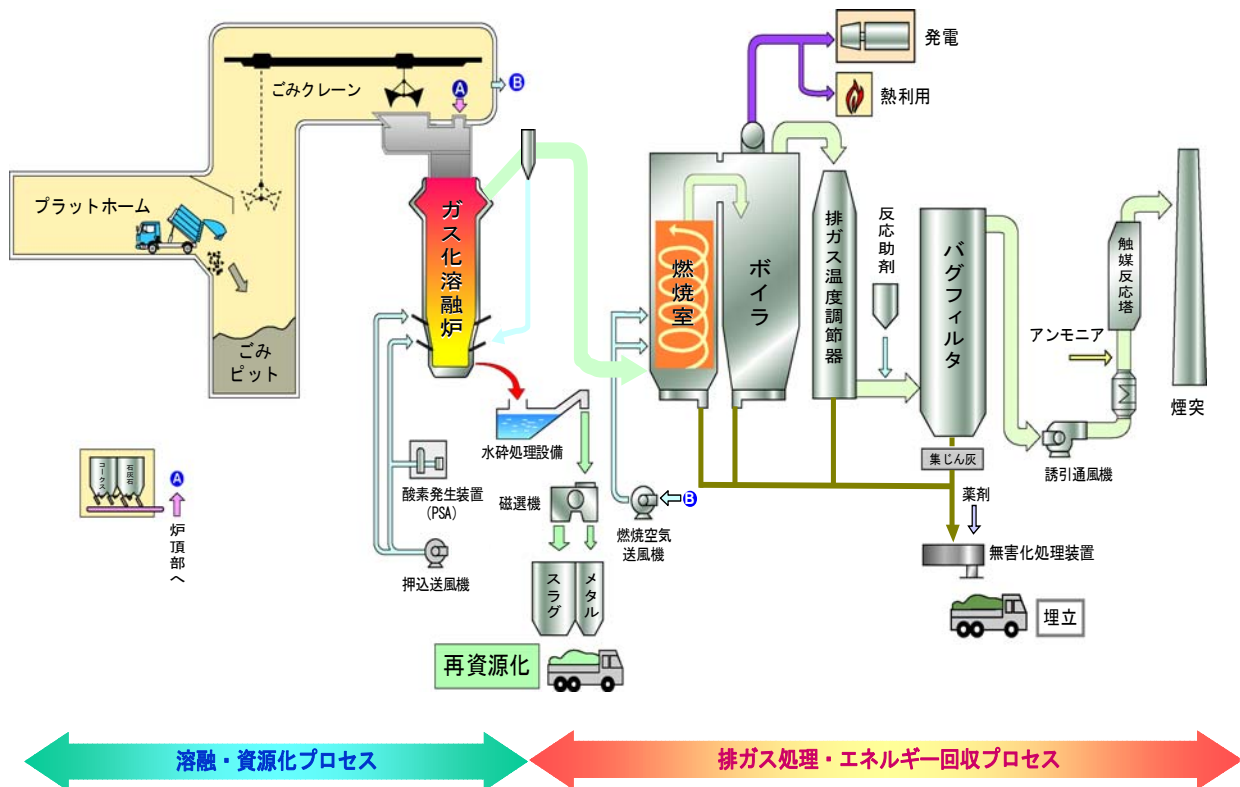 発電
Ⓑ
ごみクレーン
Ⓐ
熱利用
プラットホーム
ガス化溶融炉
燃焼室
ボイラ
排ガス温度調節器
反応助剤
バグフィルタ
触媒反応塔
アンモニア
煙突
ごみ
ピット
水砕処理設備
集じん灰
誘引通風機
コークス
石灰石
Ⓐ
炉頂部へ
酸素発生装置
(PSA)
磁選機
Ⓑ
燃焼空気
送風機
薬剤
無害化処理装置
押込送風機
スラグ
メタル
埋立
再資源化
溶融・資源化プロセス
排ガス処理・エネルギー回収プロセス